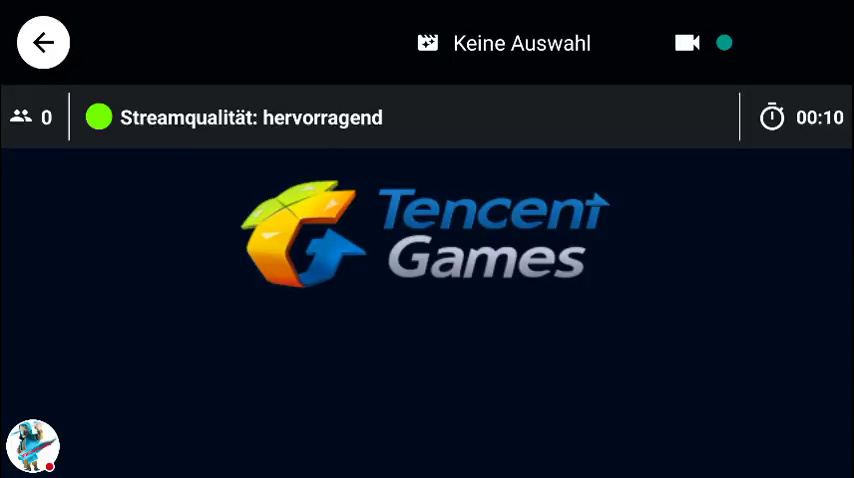 Keine Auswahl
0
Streamqualität: hervorragend
00:10
Tencent
Games